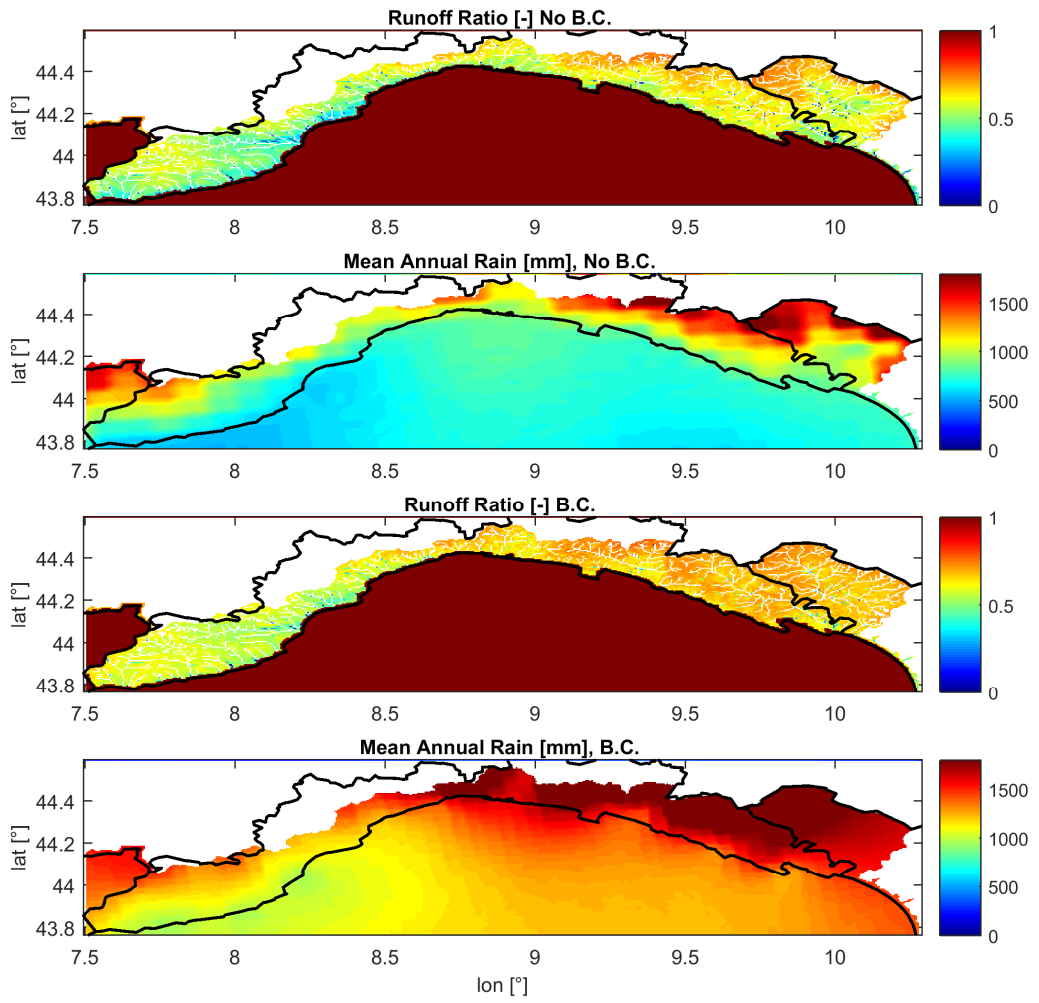 Runoff Ratio [-] No B.C.
lat [°]
44.4
44.2
44
43.8
7.5 8 8.5 9 9.5 10
1
0.5
0
Mean Annual Rain [mm], No B.C.
lat [°]
44.4
44.2
44
43.8
7.5 8 8.5 9 9.5 10
1500
1000
500
0
Runoff Ratio [-] B.C.
lat [°]
44.4
44.2
44
43.8
7.5 8 8.5 9 9.5 10
1
0.5
0
Mean Annual Rain [mm], B.C.
lat [°]
44.4
44.2
44
43.8
7.5 8 8.5 9 9.5 10
1500
1000
500
0
lon [°]